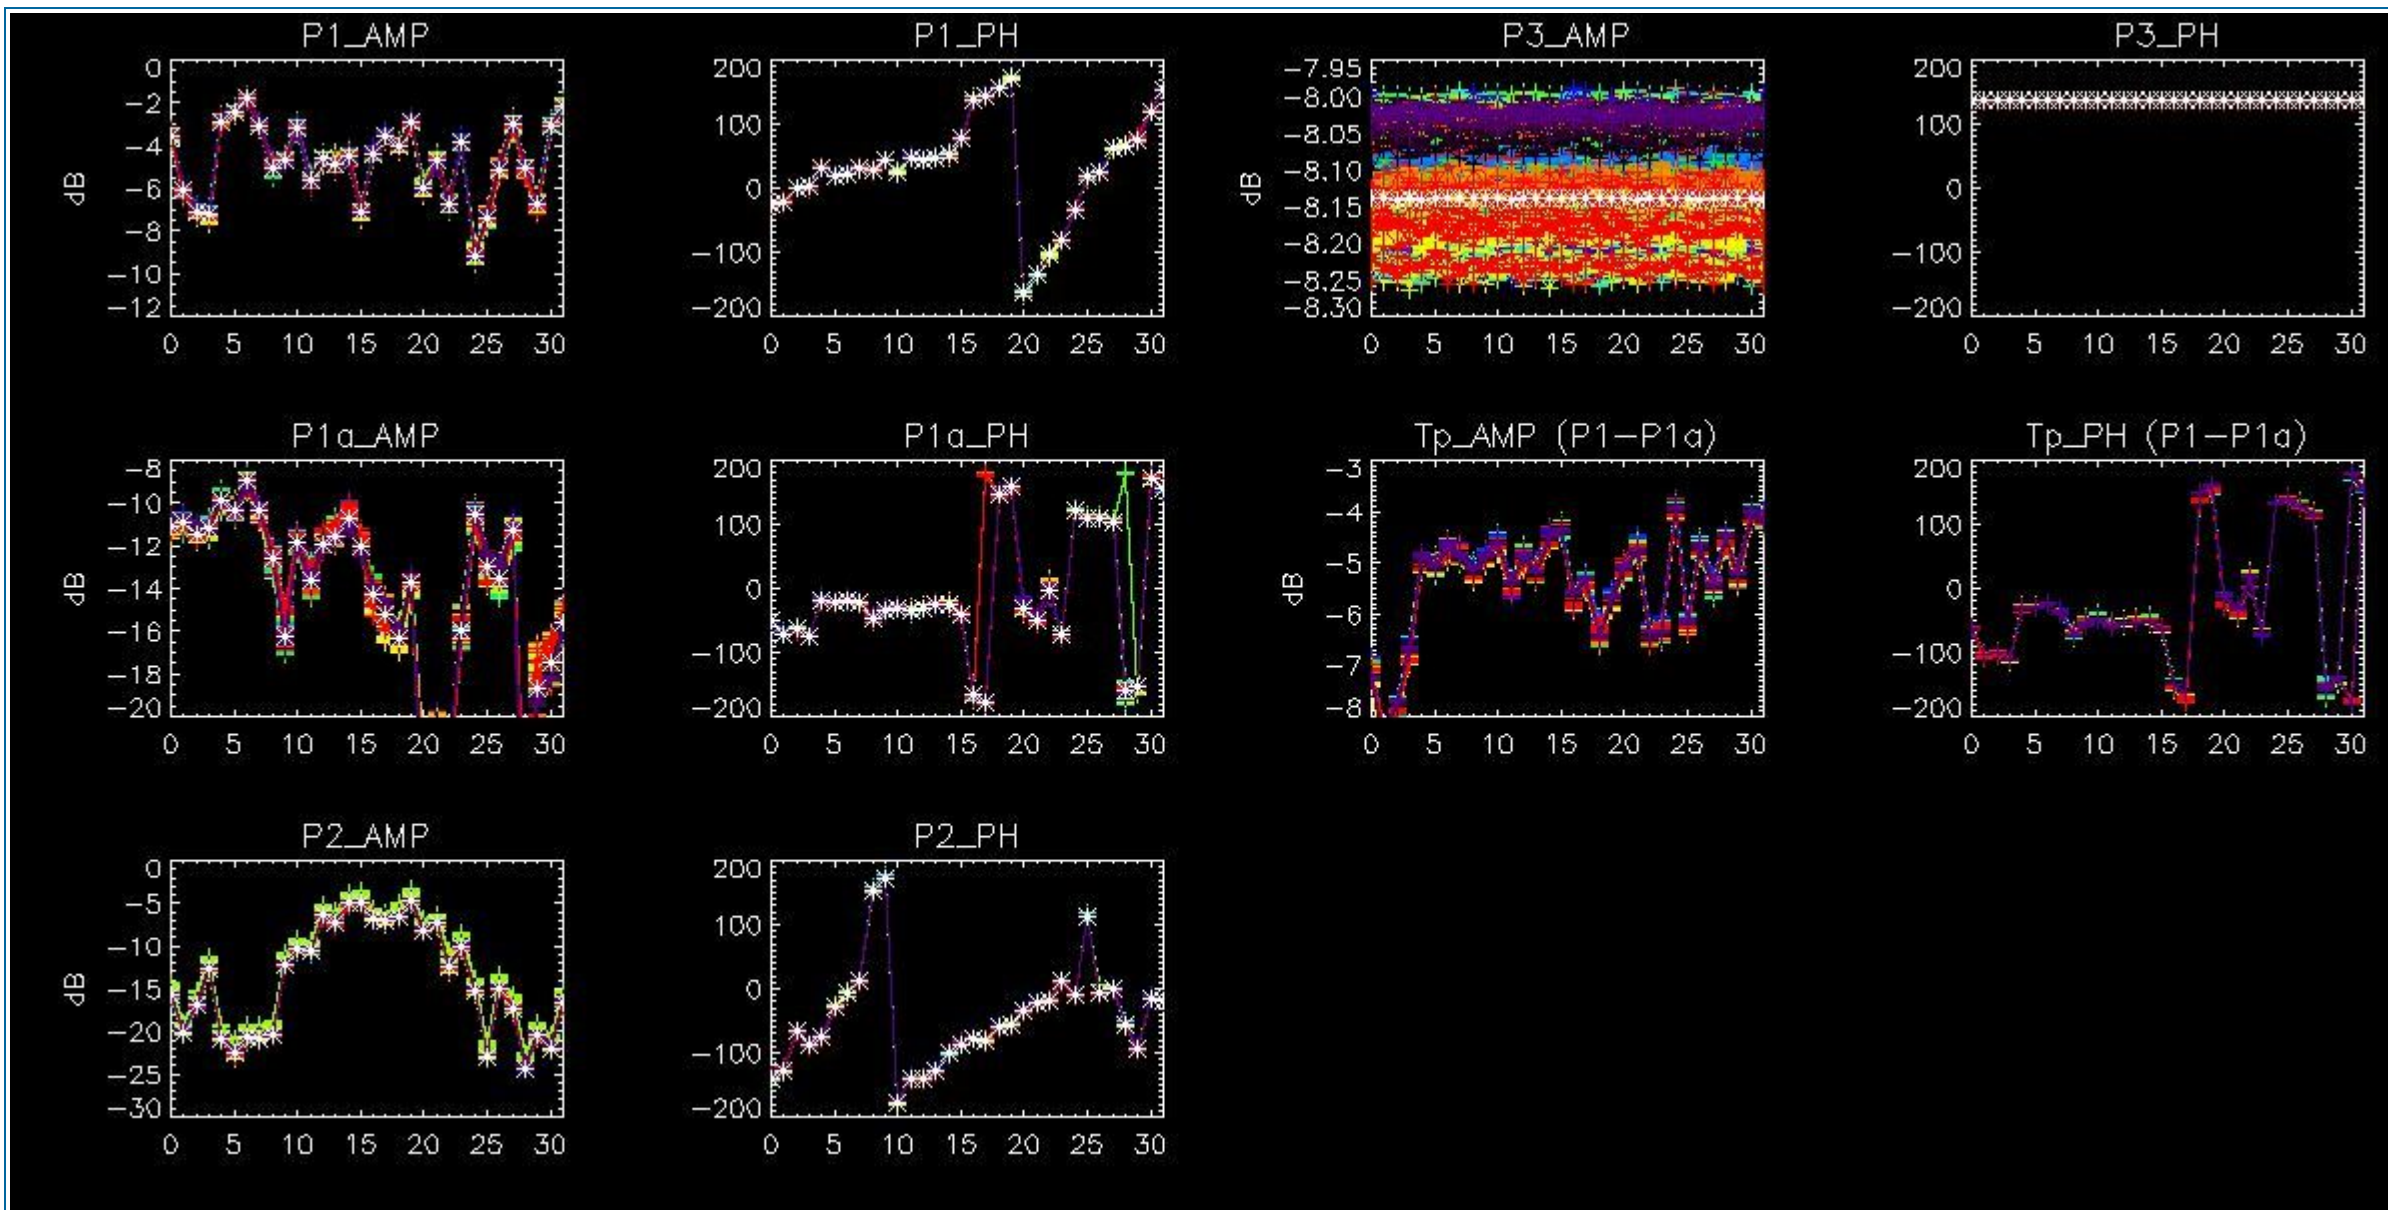 P1_AMP P1_PH P3_AMP P3_PH
0 200 -7.95 200
-2 100 -8.00 100
-4 0 -8.05 0
-6 -100 -8.10 -100
-8 -200 -8.15 -200
-10 -8.20
-12 -8.25
-8.30
dB dB
0 5 10 15 20 25 30 0 5 10 15 20 25 30 0 5 10 15 20 25 30 0 5 10 15 20 25 30
P1a_AMP P1a_PH Tp_AMP (P1-P1a) Tp_PH (P1-P1a)
-8 200 -3 200
-10 100 -4 100
-12 0 -5 0
-14 -100 -6 -100
-16 -200 -7 -200
-18 -8
-20
dB dB
0 5 10 15 20 25 30 0 5 10 15 20 25 30 0 5 10 15 20 25 30 0 5 10 15 20 25 30
P2_AMP P2_PH
0 200
-5 100
-10 0
-15 -100
-20 -200
-25
-30
dB
0 5 10 15 20 25 30 0 5 10 15 20 25 30